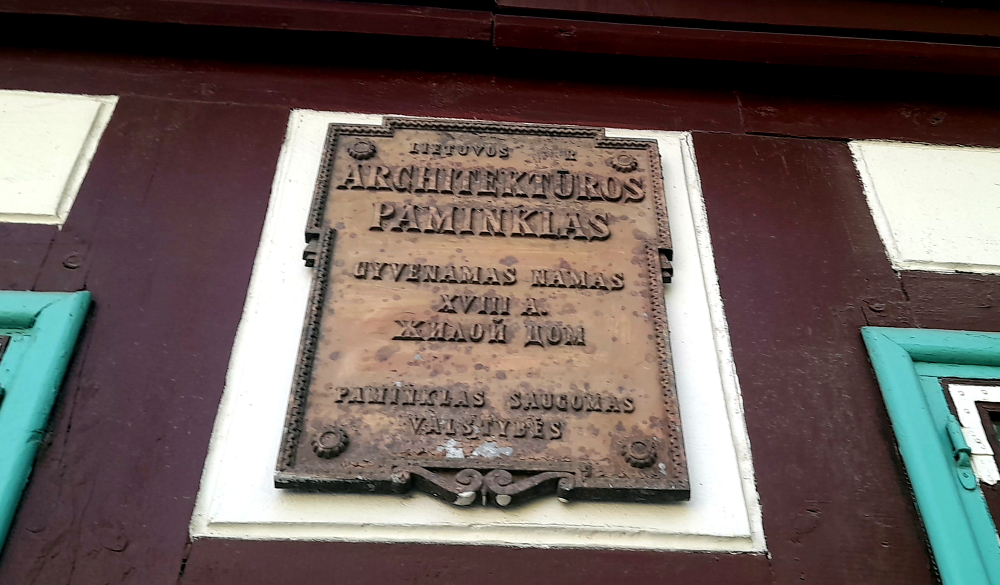 LIETUVOS R
ARCHITEKTŪROS
PAMINKLAS
GYVENAMAS NAMAS
XVIII A.
ЖИЛОЙ ДОМ
PAMINKLAS SAUGOMAS
VALSTYBĖS